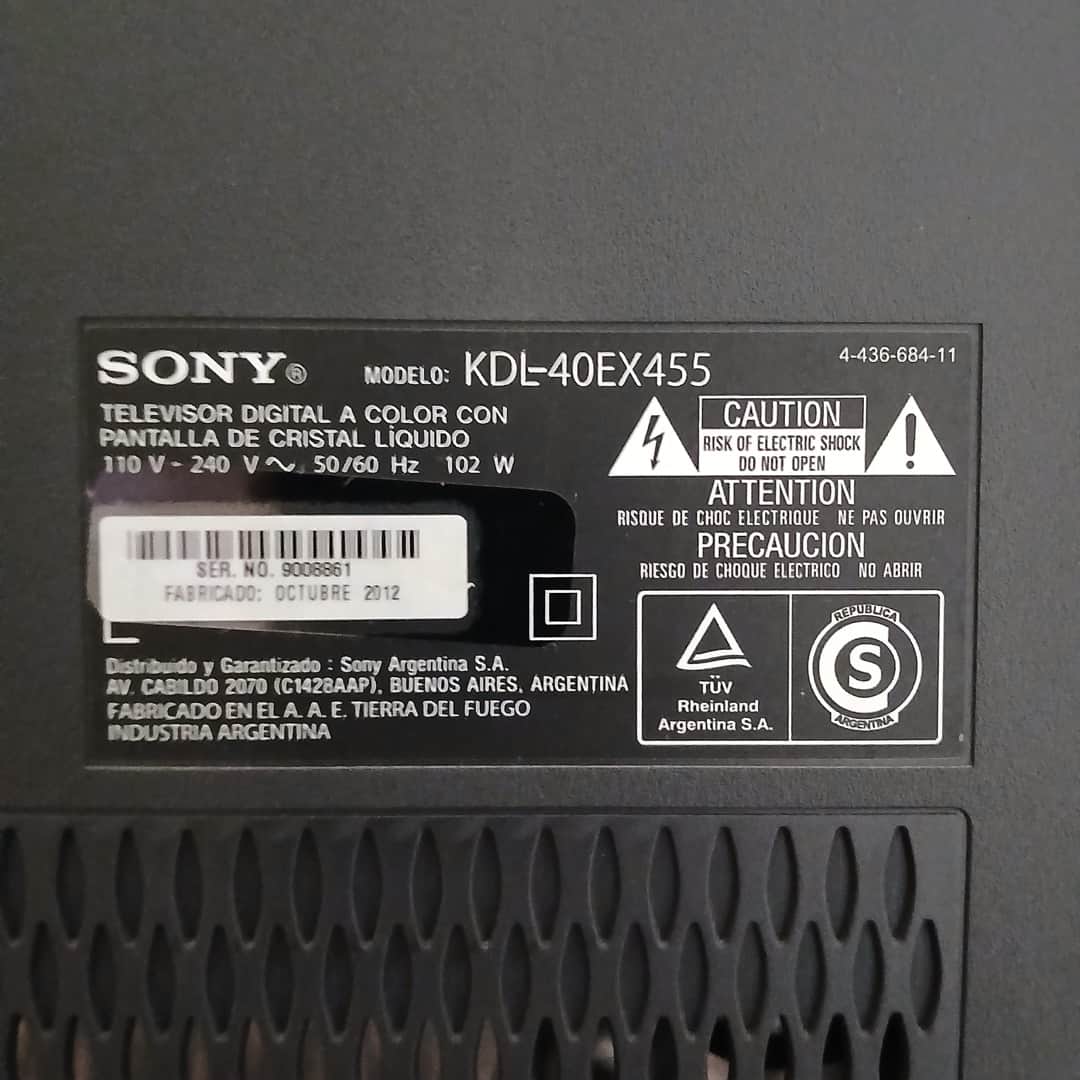 SONY®
MODELO: KDL-40EX455
4-436-684-11
TELEVISOR DIGITAL A COLOR CON
PANTALLA DE CRISTAL LÍQUIDO
110 V - 240 V ~ 50/60 Hz 102 W
SER. NO. 9008861
FABRICADO: OCTUBRE 2012
Distribuido y Garantizado : Sony Argentina S.A.
AV. CABILDO 2070 (C1428AAP), BUENOS AIRES, ARGENTINA
FABRICADO EN EL A. A. E. TIERRA DEL FUEGO
INDUSTRIA ARGENTINA
CAUTION
RISK OF ELECTRIC SHOCK
DO NOT OPEN
ATTENTION
RISQUE DE CHOC ELECTRIQUE NE PAS OUVRIR
PRECAUCION
RIESGO DE CHOQUE ELECTRICO NO ABRIR
TÜV
Rheinland
Argentina S.A.
REPUBLICA
S
ARGENTINA